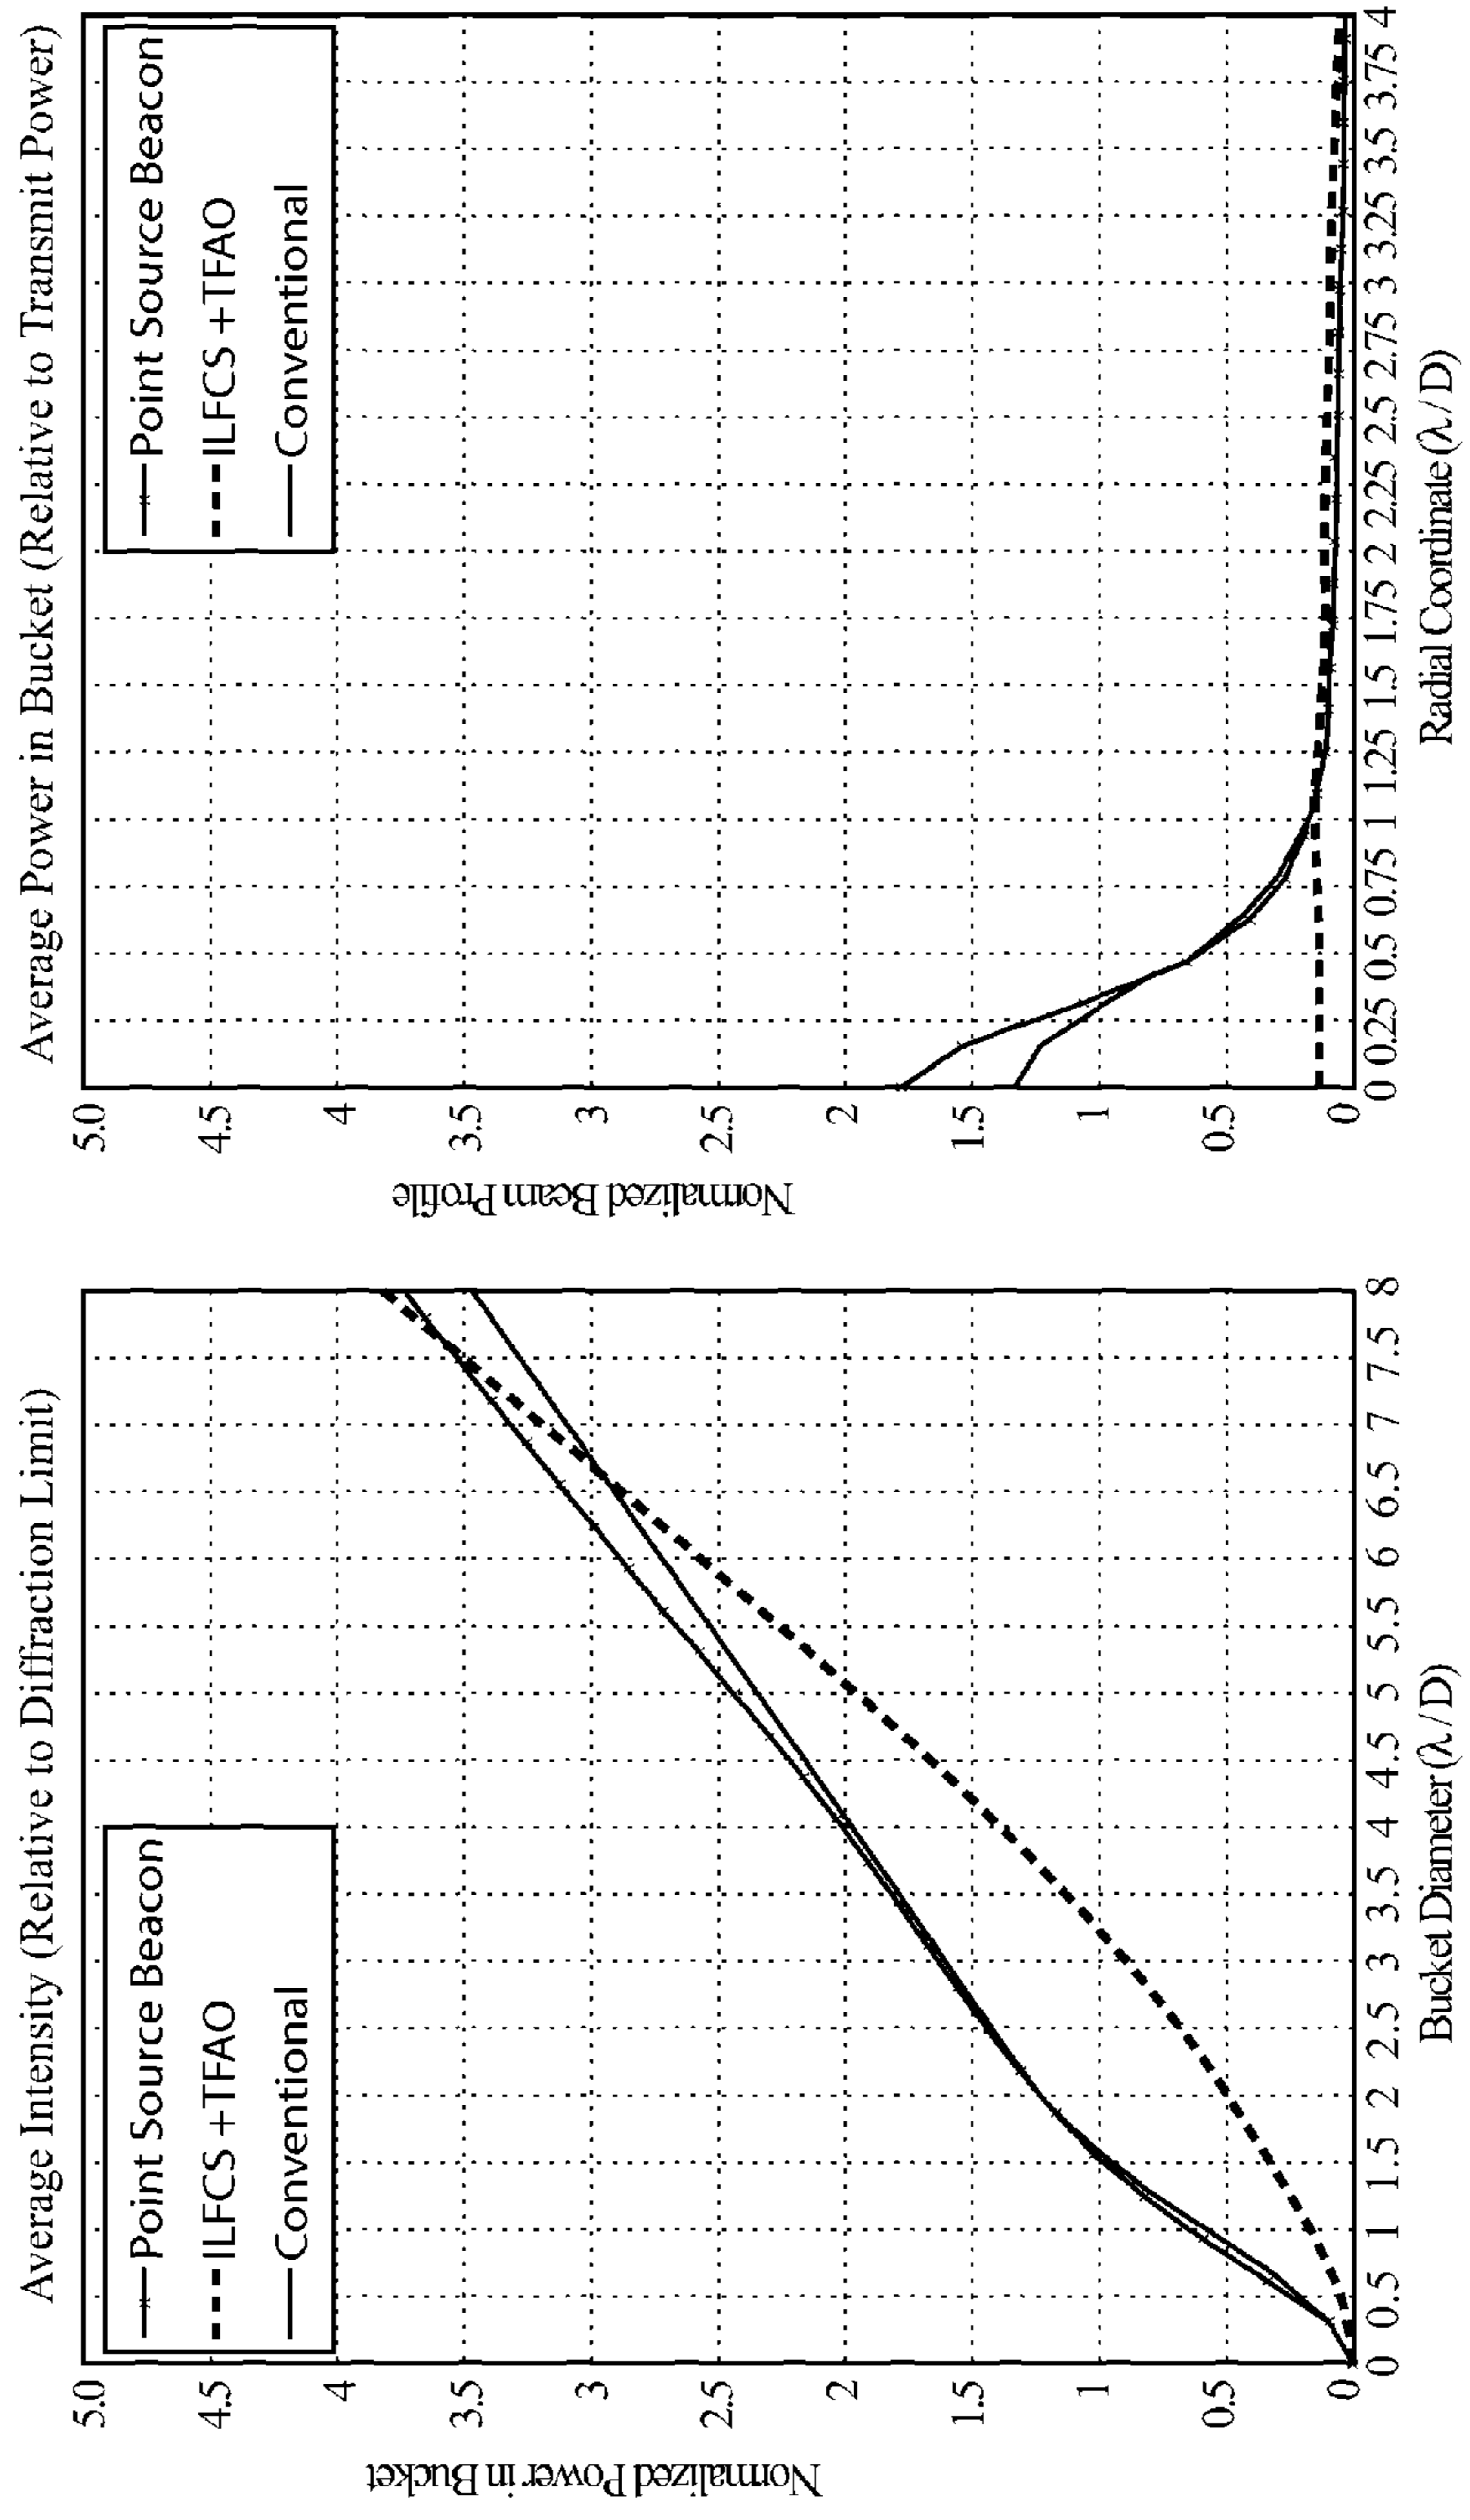 Average Intensity (Relative to Diffraction Limit)
Normalized Power in Bucket
5.0
4.5
4
3.5
3
2.5
2
1.5
1
0.5
0
Point Source Beacon
ILFCS +TFAO
Conventional
0 0.5 1 1.5 2 2.5 3 3.5 4 4.5 5 5.5 6 6.5 7 7.5 8
Bucket Diameter (λ/D)
Average Power in Bucket (Relative to Transmit Power)
Normalized Beam Profile
5.0
4.5
4
3.5
3
2.5
2
1.5
1
0.5
0
Point Source Beacon
ILFCS +TFAO
Conventional
0 0.25 0.5 0.75 1 1.25 1.5 1.75 2 2.25 2.5 2.75 3 3.25 3.5 3.75 4
Radial Coordinate (λ/D)